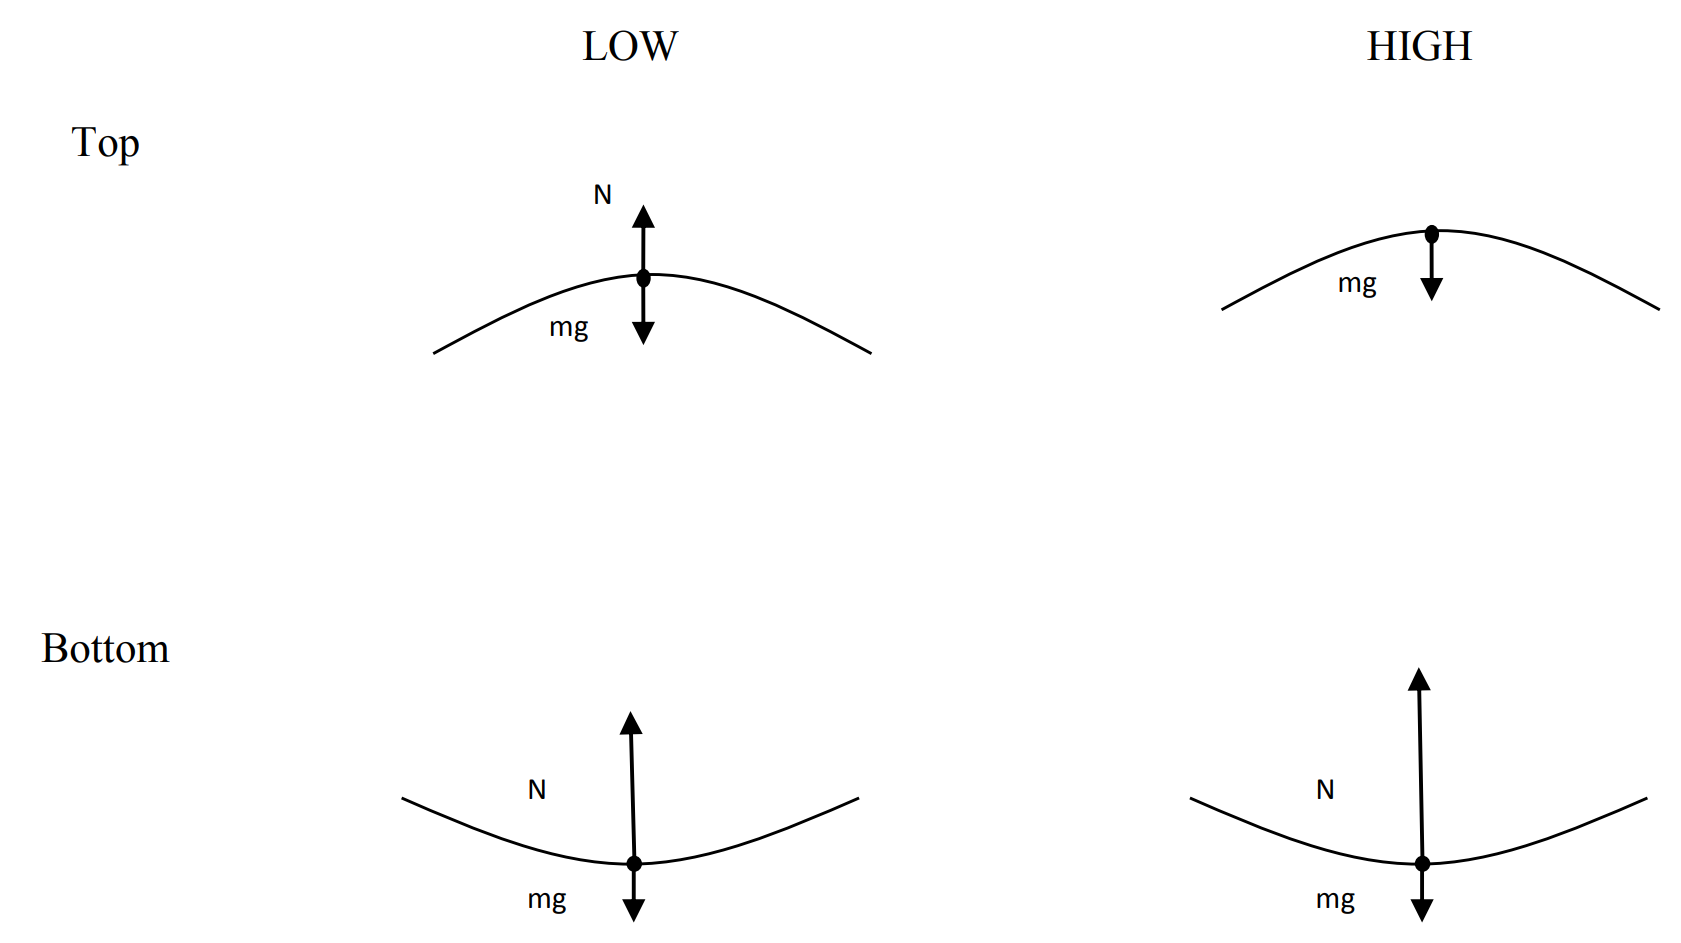 LOW HIGH
Top
N
mg mg
Bottom
N N
mg mg